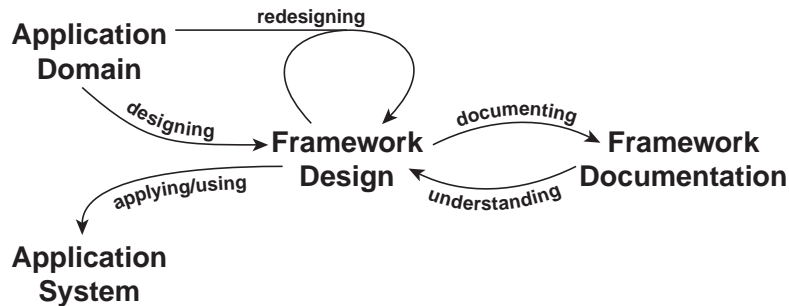 redesigning
Application
Domain
designing
documenting
Framework
Design
Framework
Documentation
applying/using
understanding
Application
System